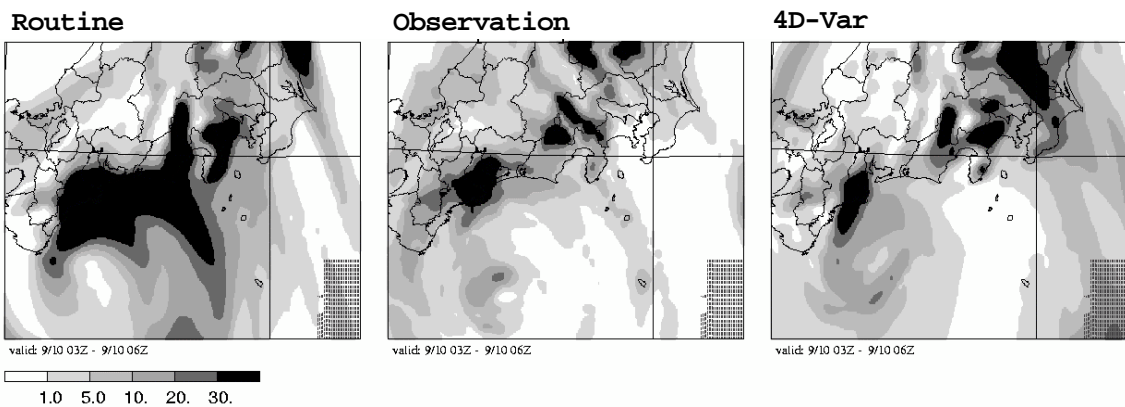 Routine
Observation
4D-Var
valid: 9/10 03Z - 9/10 06Z
valid: 9/10 03Z - 9/10 06Z
valid: 9/10 03Z - 9/10 06Z
1.0 5.0 10. 20. 30.